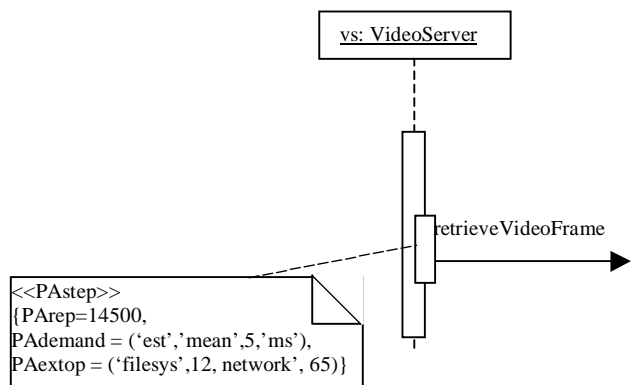 vs: VideoServer
retrieveVideoFrame
<<PAstep>>
{PArep=14500,
PAdemand = (‘est’,’mean’,5,’ms’),
PAextop = (‘filesys’,12, network’, 65)}